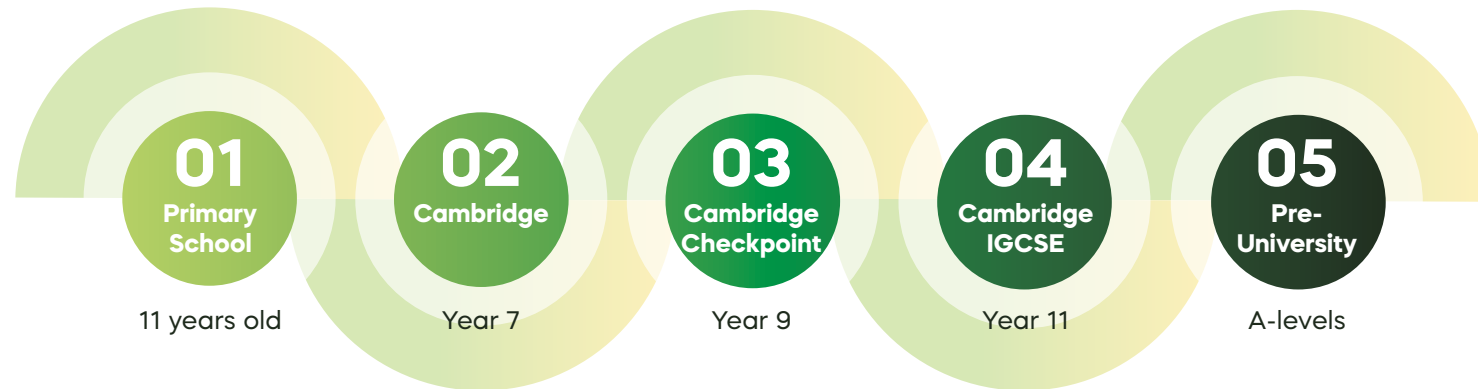 01
Primary
School
11 years old
02
Cambridge
Year 7
03
Cambridge
Checkpoint
Year 9
04
Cambridge
IGCSE
Year 11
05
Pre-
University
A-levels